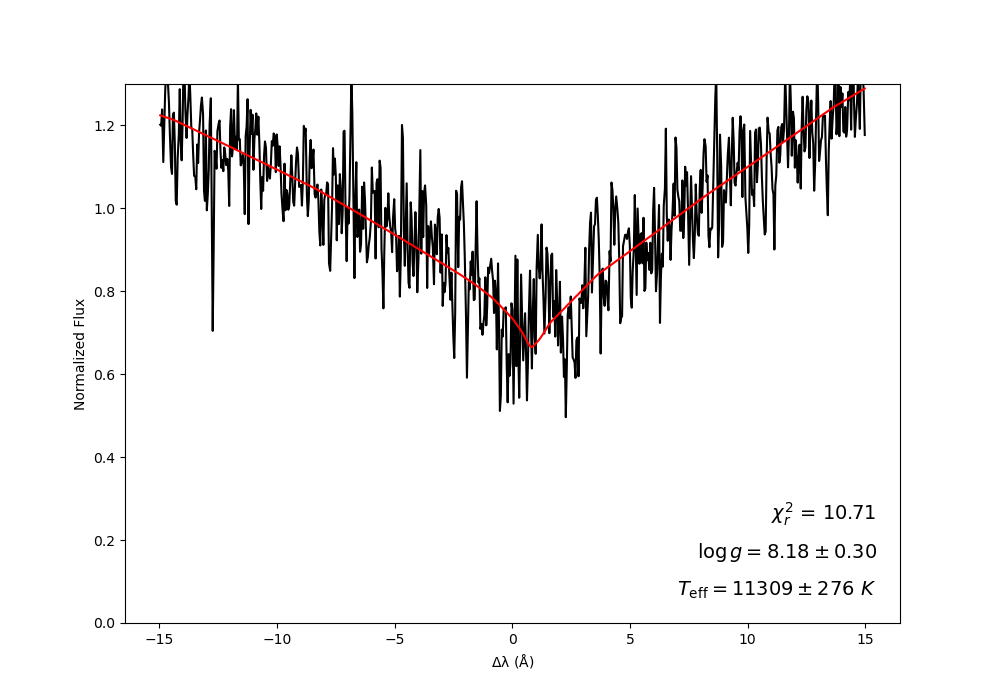 1.2
1.0
0.8
0.6
0.4
0.2
0.0
Normalized Flux
χ²ᵣ = 10.71
log g = 8.18 ± 0.30
T_eff = 11309 ± 276 K
−15 −10 −5 0 5 10 15
Δλ (Å)